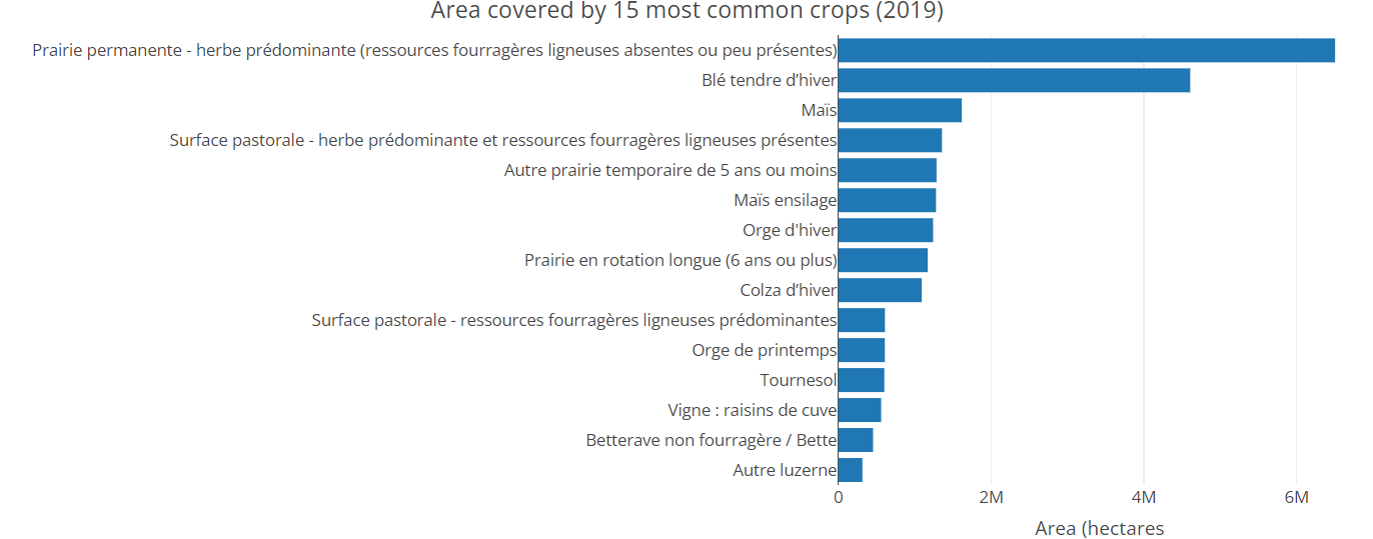 Area covered by 15 most common crops (2019)
Prairie permanente - herbe prédominante (ressources fourragères ligneuses absentes ou peu présentes)
Blé tendre d’hiver
Maïs
Surface pastorale - herbe prédominante et ressources fourragères ligneuses présentes
Autre prairie temporaire de 5 ans ou moins
Maïs ensilage
Orge d'hiver
Prairie en rotation longue (6 ans ou plus)
Colza d’hiver
Surface pastorale - ressources fourragères ligneuses prédominantes
Orge de printemps
Tournesol
Vigne : raisins de cuve
Betterave non fourragère / Bette
Autre luzerne
0 2M 4M 6M
Area (hectares